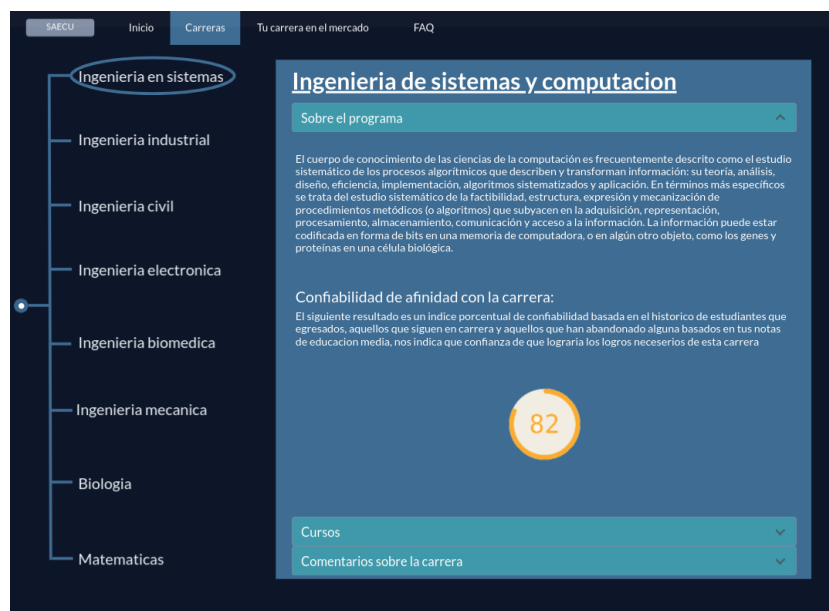 SAECU
Inicio
Carreras
Tu carrera en el mercado
FAQ
Ingenieria en sistemas
Ingenieria industrial
Ingenieria civil
Ingenieria electronica
Ingenieria biomedica
Ingenieria mecanica
Biologia
Matematicas
Ingenieria de sistemas y computacion
Sobre el programa
El cuerpo de conocimiento de las ciencias de la computación es frecuentemente descrito como el estudio
sistemático de los procesos algorítmicos que describen y transforman información: su teoría, análisis,
diseño, eficiencia, implementación, algoritmos sistematizados y aplicación. En términos más específicos
se trata del estudio sistemático de la factibilidad, estructura, expresión y mecanización de
procedimientos metódicos (o algoritmos) que subyacen en la adquisición, representación,
procesamiento, almacenamiento, comunicación y acceso a la información. La información puede estar
codificada en forma de bits en una memoria de computadora, o en algún otro objeto, como los genes y
proteínas en una célula biológica.
Confiabilidad de afinidad con la carrera:
El siguiente resultado es un indice porcentual de confiabilidad basada en el historico de estudiantes que
egresados, aquellos que siguen en carrera y aquellos que han abandonado alguna basados en tus notas
de educacion media, nos indica que confianza de que lograria los logros neceserios de esta carrera
82
Cursos
Comentarios sobre la carrera